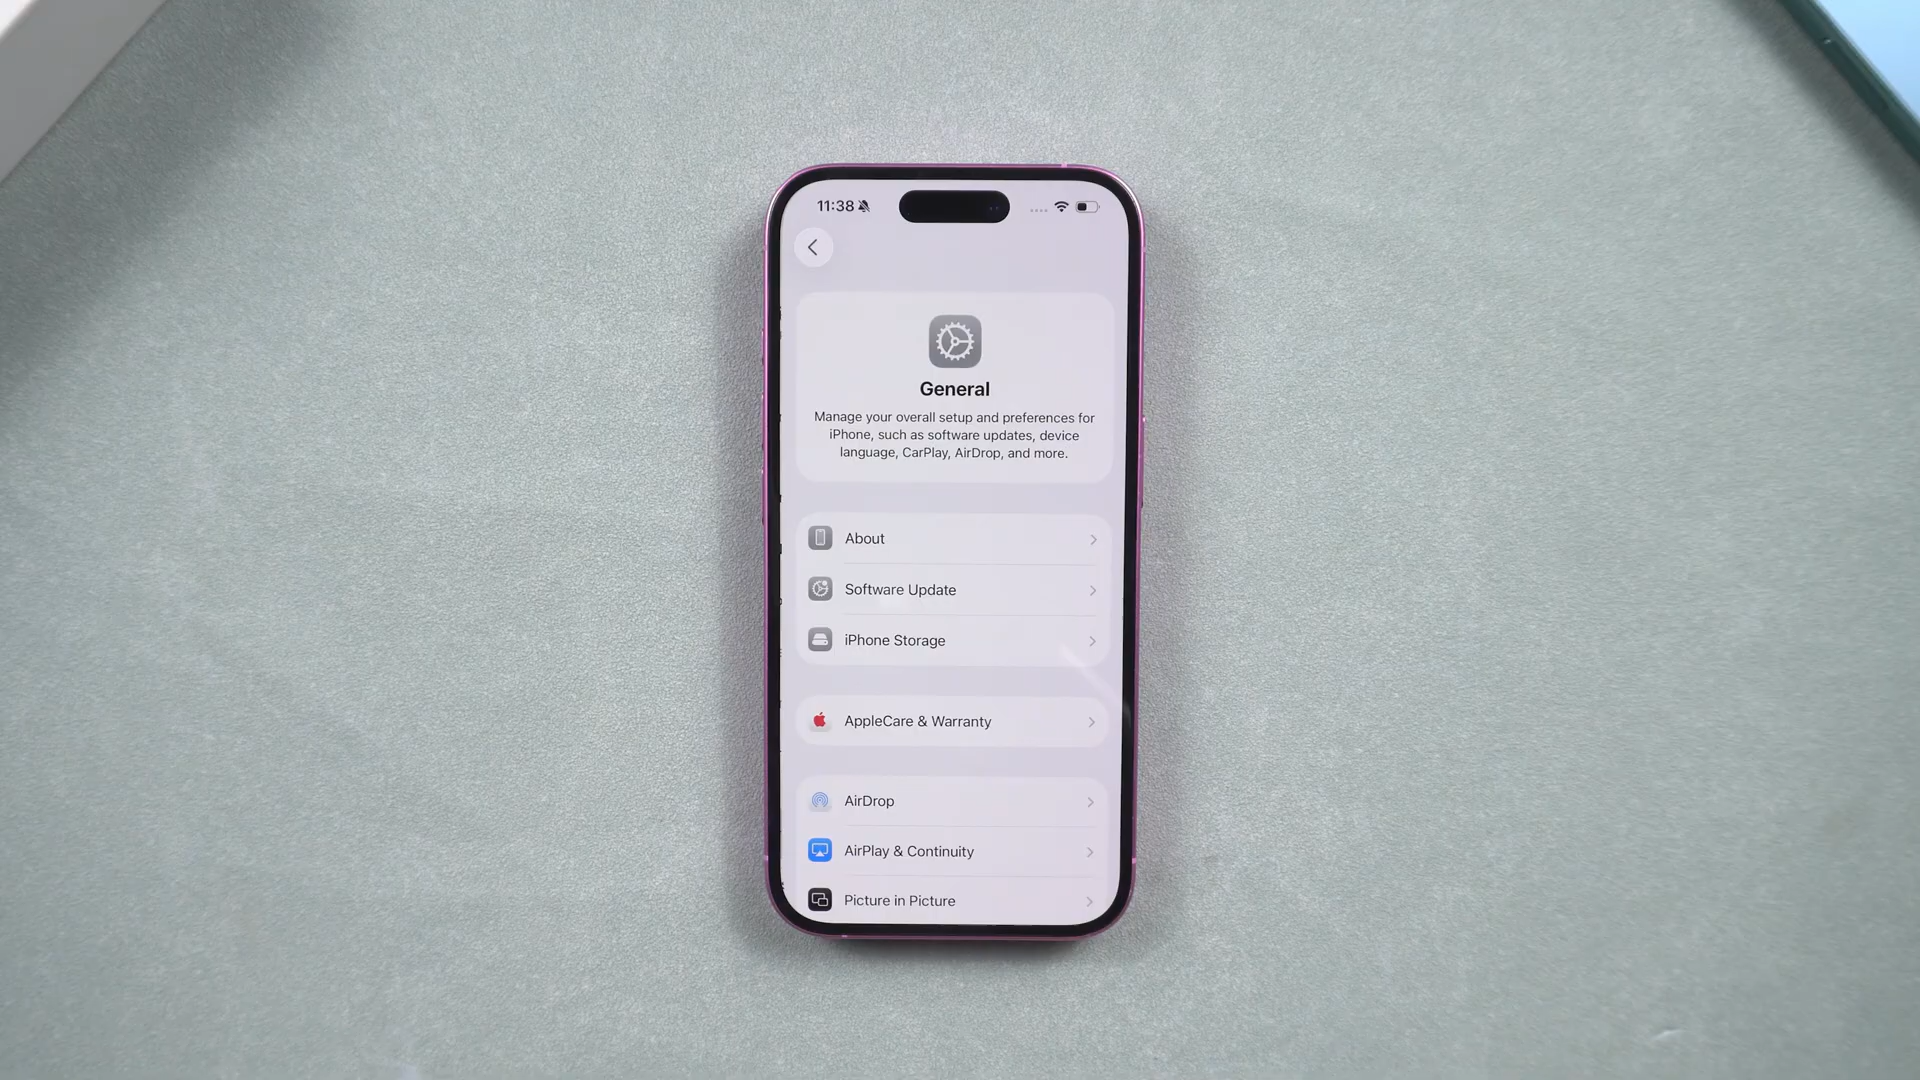 11:38
General
Manage your overall setup and preferences for
iPhone, such as software updates, device
language, CarPlay, AirDrop, and more.
About
Software Update
iPhone Storage
AppleCare & Warranty
AirDrop
AirPlay & Continuity
Picture in Picture